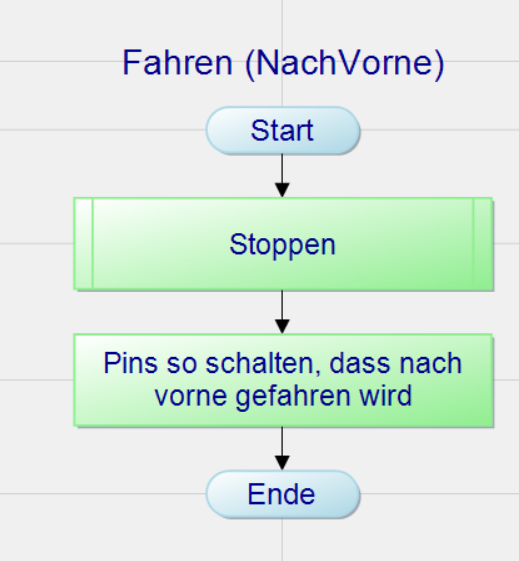 Fahren (NachVorne)
Start
Stoppen
Pins so schalten, dass nach
vorne gefahren wird
Ende